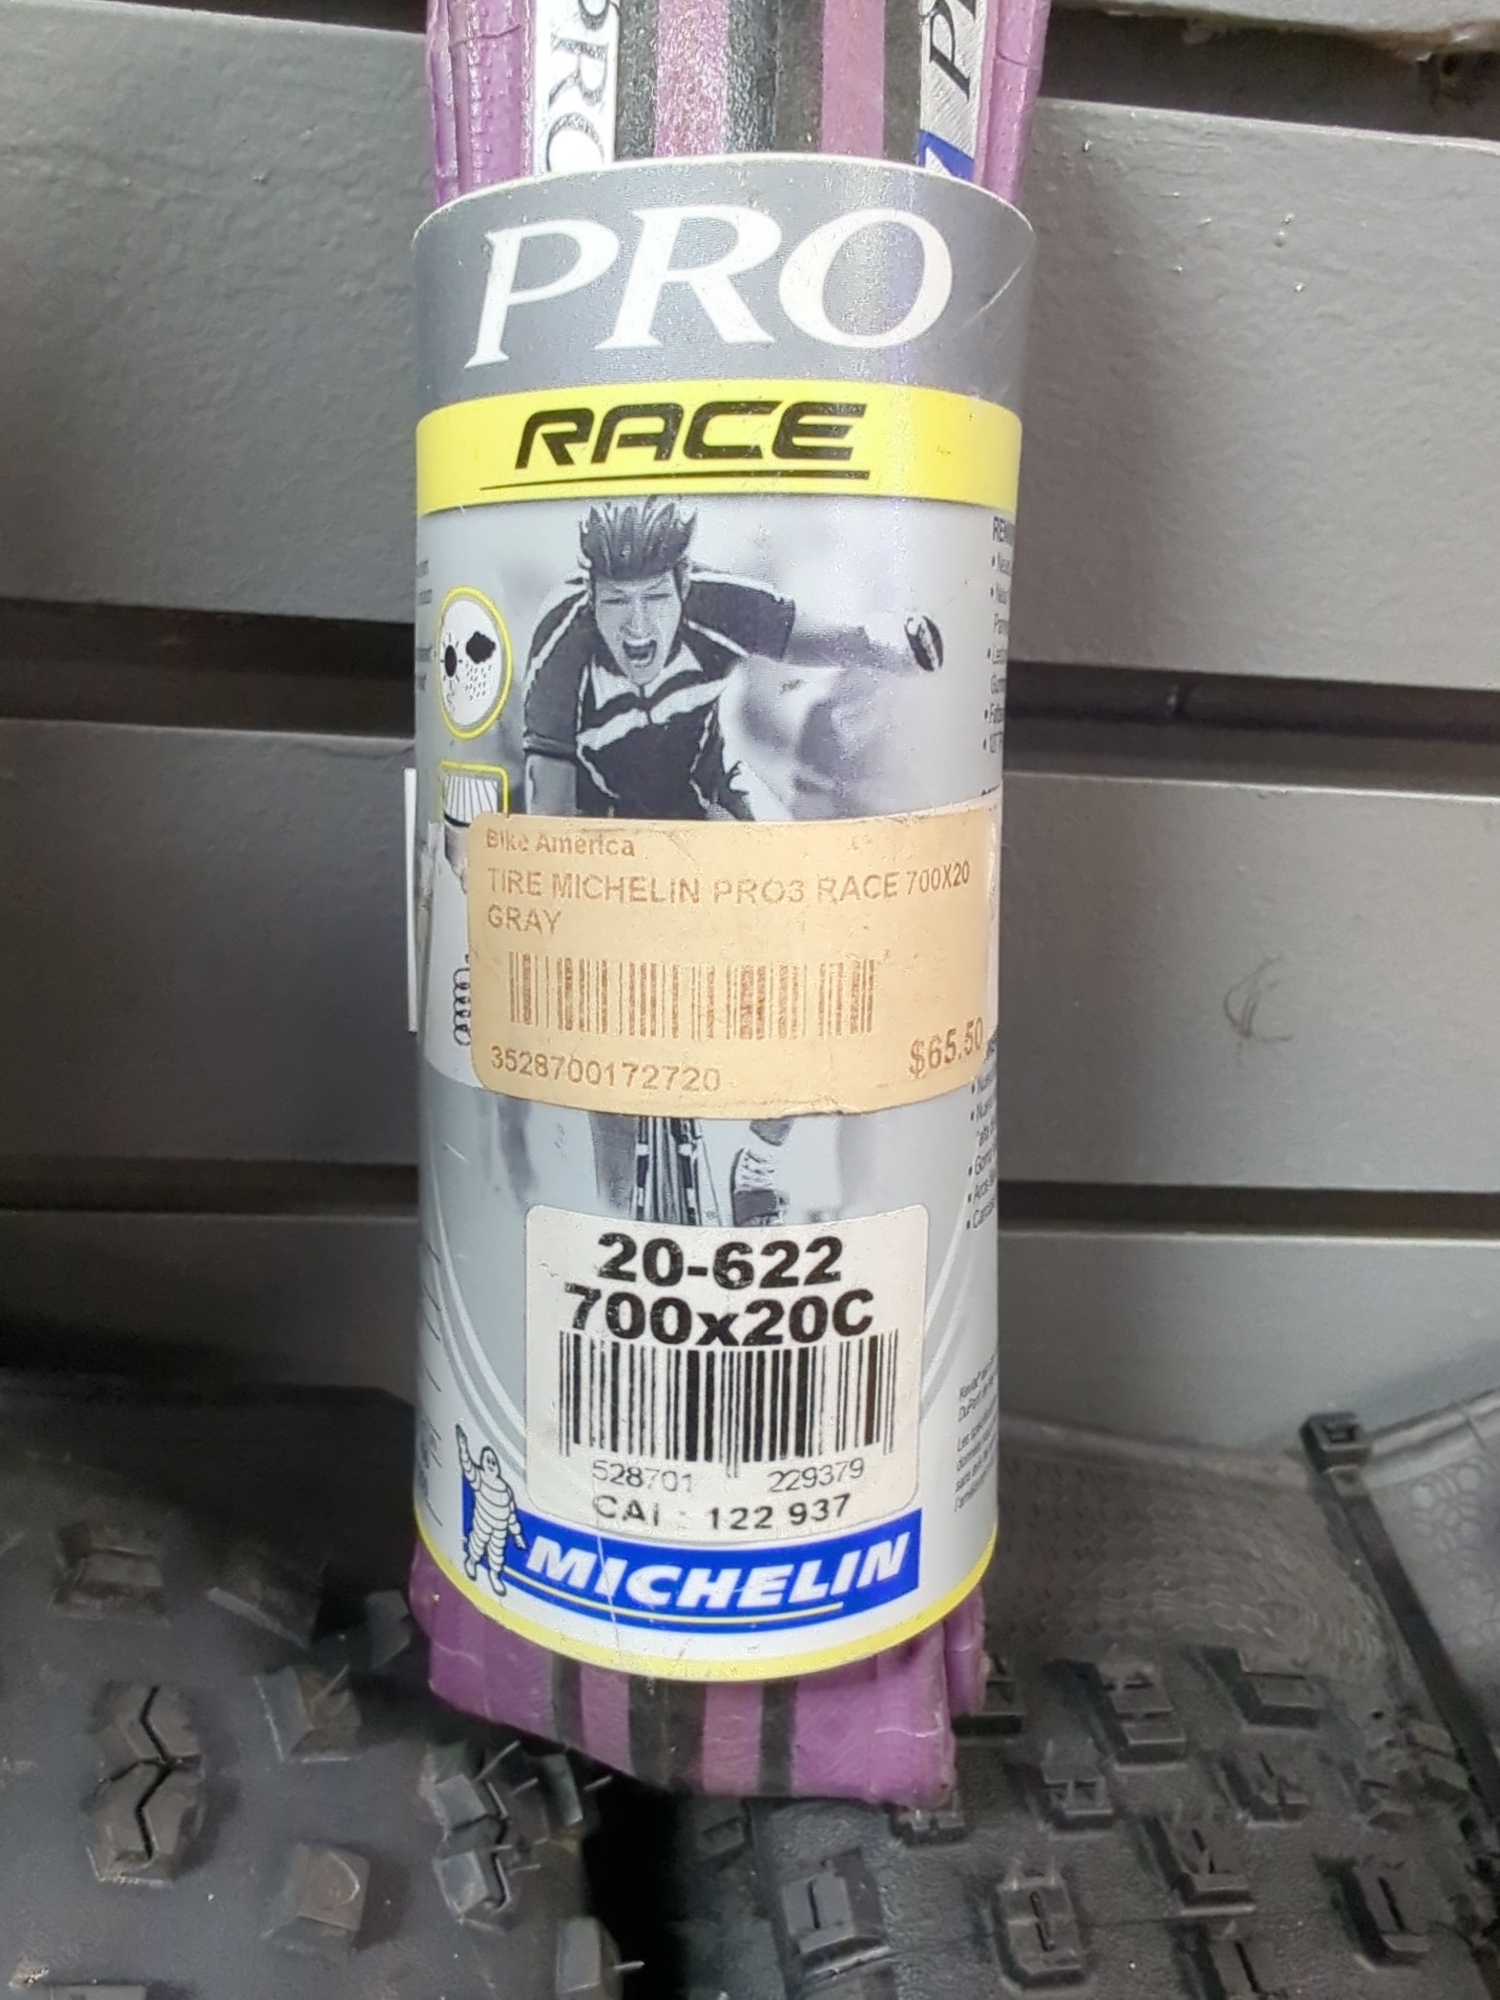 PRO
PRO
RACE
Bike America
TIRE MICHELIN PRO3 RACE 700X20
GRAY
3528700172720
$65.50
20-622
700x20C
528701 229379
CAI : 122 937
MICHELIN